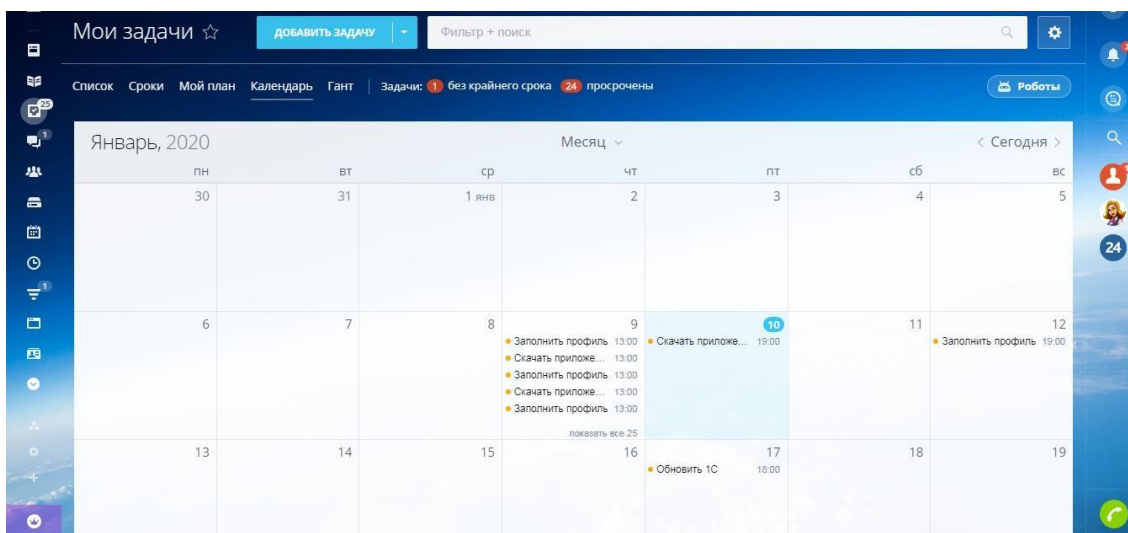 Мои задачи
ДОБАВИТЬ ЗАДАЧУ
Фильтр + поиск
Список Сроки Мой план Календарь Гант Задачи: 1 без крайнего срока 24 просрочены
Роботы
25
1
1
24
Январь, 2020
Месяц
< Сегодня >
пн вт ср чт пт сб вс
30 31 1 янв 2 3 4 5
6 7 8 9 10 11 12
Заполнить профиль 13:00 Скачать приложе... 19:00 Заполнить профиль 19:00
Скачать приложе... 13:00
Заполнить профиль 13:00
Скачать приложе... 13:00
Заполнить профиль 13:00
показать все 25
13 14 15 16 17 18 19
Обновить 1С 18:00